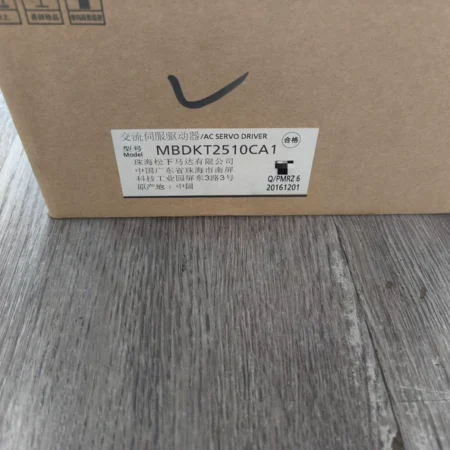 交流伺服驱动器/AC SERVO DRIVER
合格
型号 Model MBDKT2510CA1
珠海松下马达有限公司
中国广东省珠海市南屏
科技工业园屏东3路3号
原产地：中国
Q/PMRZ 6
20161201